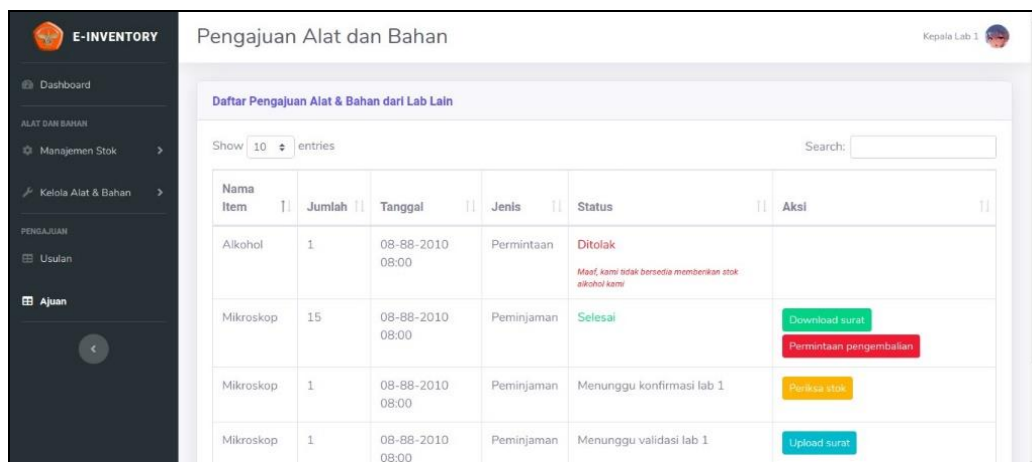 E-INVENTORY
Pengajuan Alat dan Bahan
Kepala Lab 1
Dashboard
ALAT DAN BAHAN
Manajemen Stok
Kelola Alat & Bahan
PENGAJUAN
Usulan
Ajuan
Daftar Pengajuan Alat & Bahan dari Lab Lain
Show 10 entries
Search:
Nama Item Jumlah Tanggal Jenis Status Aksi
Alkohol 1 08-88-2010 08:00 Permintaan Ditolak
Maaf, kami tidak bersedia memberikan stok
alkohol kami
Mikroskop 15 08-88-2010 08:00 Peminjaman Selesai Download surat
Permintaan pengembalian
Mikroskop 1 08-88-2010 08:00 Peminjaman Menunggu konfirmasi lab 1 Periksa stok
Mikroskop 1 08-88-2010 08:00 Peminjaman Menunggu validasi lab 1 Upload surat